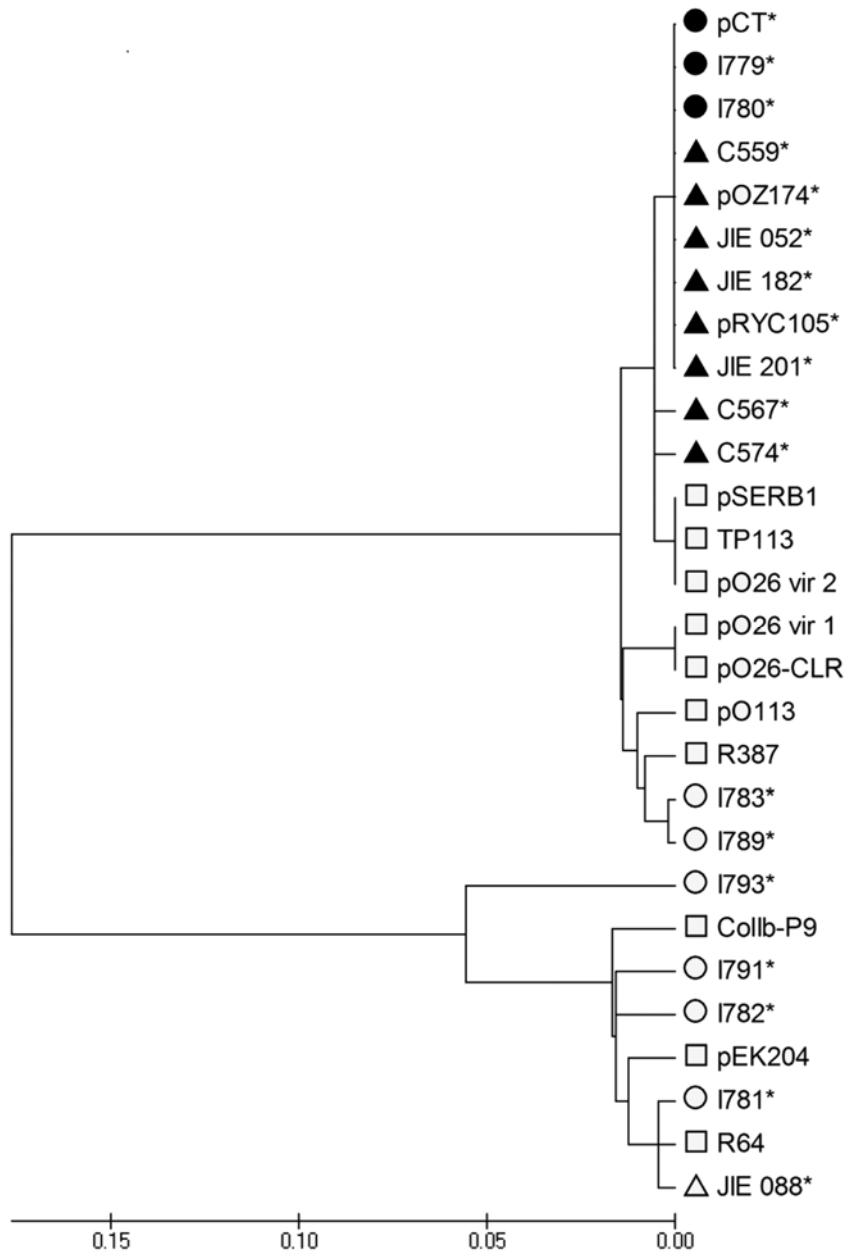 pCT*
I779*
I780*
C559*
pOZ174*
JIE 052*
JIE 182*
pRYC105*
JIE 201*
C567*
C574*
pSERB1
TP113
pO26 vir 2
pO26 vir 1
pO26-CLR
pO113
R387
I783*
I789*
I793*
ColIb-P9
I791*
I782*
pEK204
I781*
R64
JIE 088*
0.15 0.10 0.05 0.00